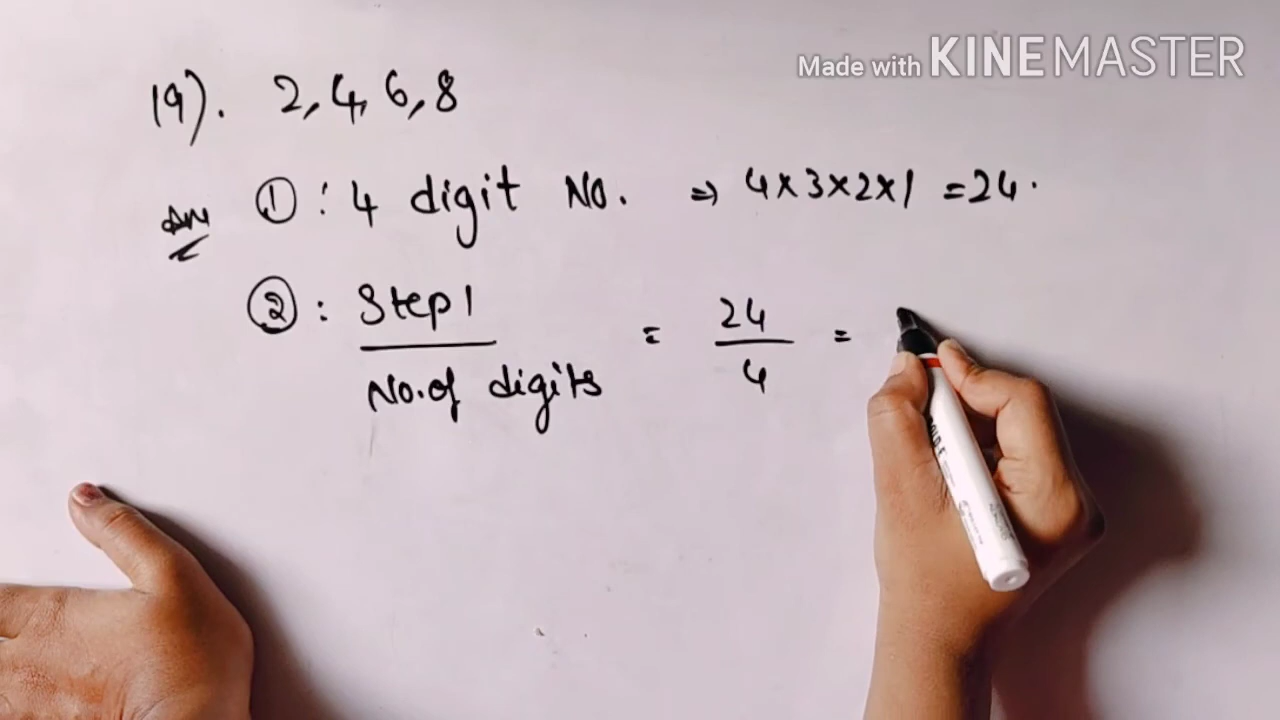 Made with KINEMASTER
19). 2, 4, 6, 8
Ans ① : 4 digit No. => 4×3×2×1 = 24.
② : Step 1 / No. of digits = 24 / 4 =